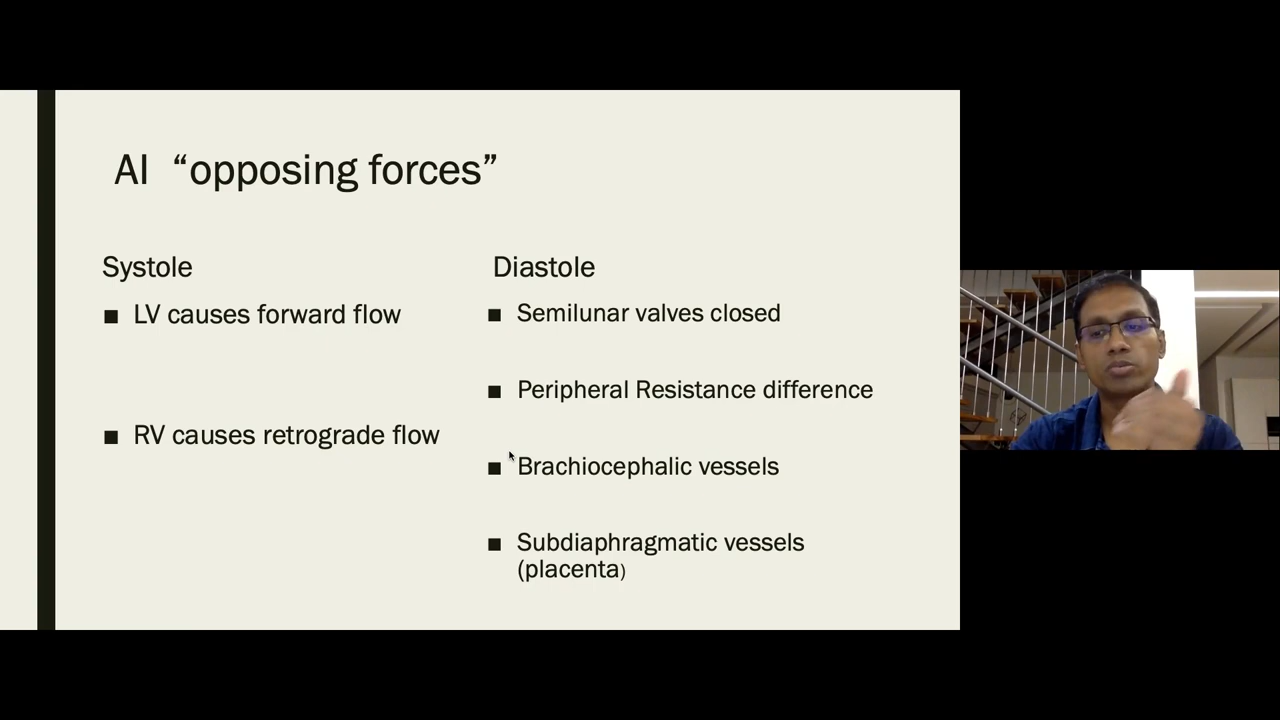 AI “opposing forces”
Systole
■ LV causes forward flow
■ RV causes retrograde flow
Diastole
■ Semilunar valves closed
■ Peripheral Resistance difference
■ Brachiocephalic vessels
■ Subdiaphragmatic vessels
(placenta)